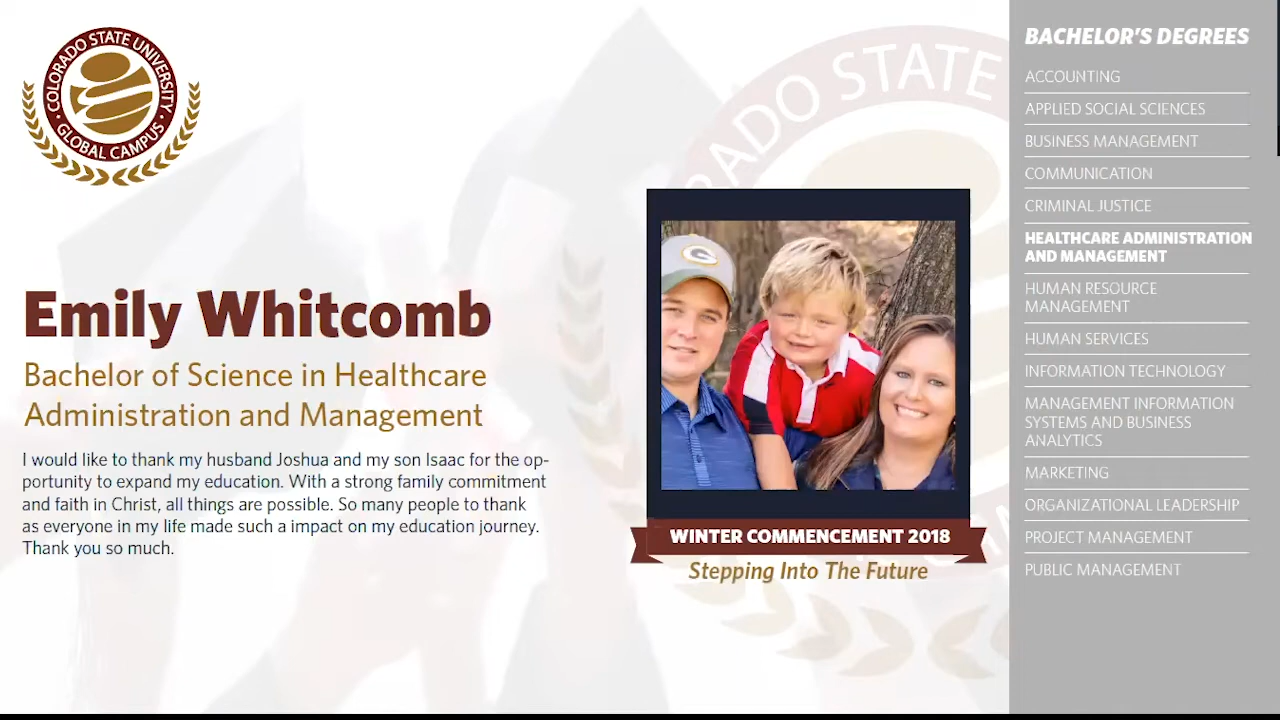 COLORADO STATE UNIVERSITY
GLOBAL CAMPUS
Emily Whitcomb
Bachelor of Science in Healthcare
Administration and Management
I would like to thank my husband Joshua and my son Isaac for the op-
portunity to expand my education. With a strong family commitment
and faith in Christ, all things are possible. So many people to thank
as everyone in my life made such a impact on my education journey.
Thank you so much.
RADO STATE
G
WINTER COMMENCEMENT 2018
Stepping Into The Future
BACHELOR'S DEGREES
ACCOUNTING
APPLIED SOCIAL SCIENCES
BUSINESS MANAGEMENT
COMMUNICATION
CRIMINAL JUSTICE
HEALTHCARE ADMINISTRATION
AND MANAGEMENT
HUMAN RESOURCE
MANAGEMENT
HUMAN SERVICES
INFORMATION TECHNOLOGY
MANAGEMENT INFORMATION
SYSTEMS AND BUSINESS
ANALYTICS
MARKETING
ORGANIZATIONAL LEADERSHIP
PROJECT MANAGEMENT
PUBLIC MANAGEMENT